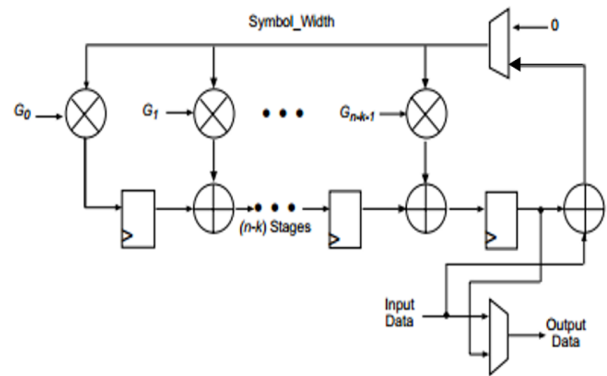 Symbol_Width
0
G0
G1
Gn-k-1
(n-k) Stages
Input
Data
Output
Data